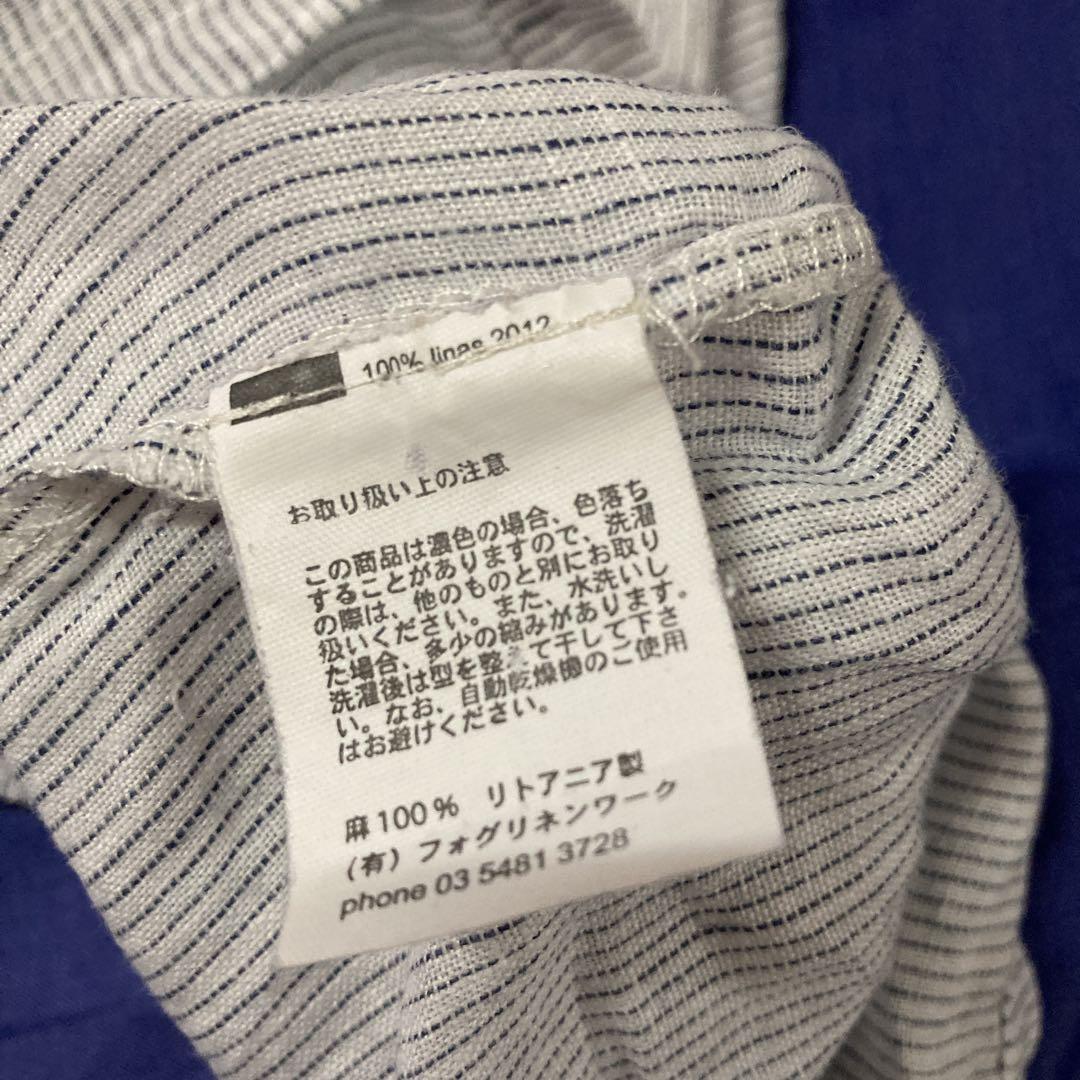 100% linas 2012
お取り扱い上の注意
この商品は濃色の場合、色落ち
することがありますので、洗濯
の際は、他のものと別にお取り
扱いください。また、水洗いし
た場合、多少の縮みがあります。
洗濯後は型を整えて干して下さ
い。なお、自動乾燥機のご使用
はお避けください。
麻100% リトアニア製
(有) フォグリネンワーク
phone 03 5481 3728